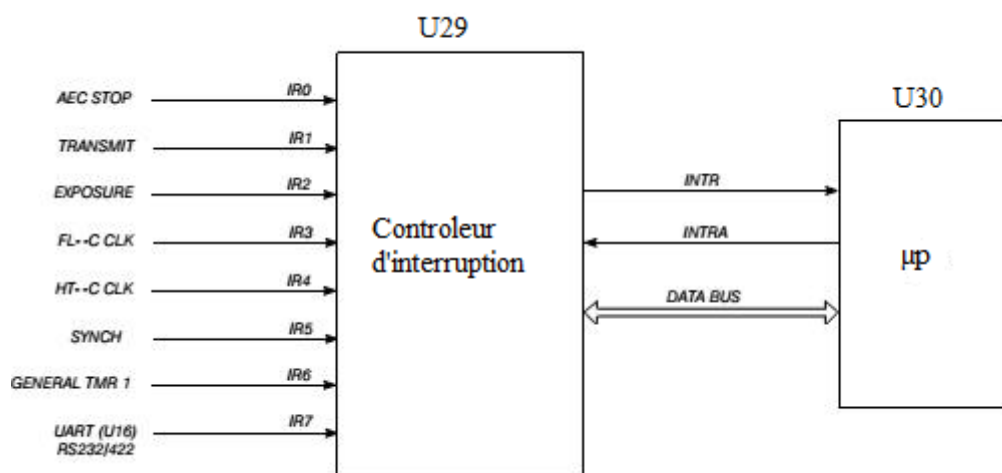 U29
U30
AEC STOP
IR0
TRANSMIT
IR1
EXPOSURE
IR2
FL--C CLK
IR3
HT--C CLK
IR4
SYNCH
IR5
GENERAL TMR 1
IR6
UART (U16)
RS232/422
IR7
Controleur
d'interruption
INTR
INTRA
DATA BUS
µp